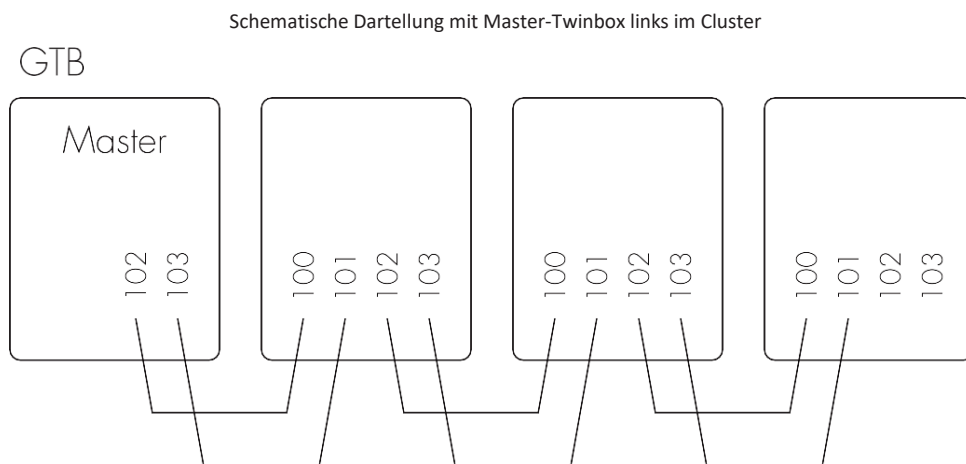 Schematische Dartellung mit Master-Twinbox links im Cluster
GTB
Master
102 103
100 101 102 103
100 101 102 103
100 101 102 103